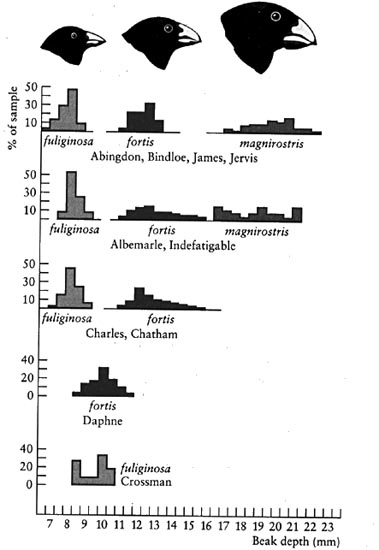 % of sample
50
30
10
fuliginosa fortis magnirostris
Abingdon, Bindloe, James, Jervis
50
30
10
fuliginosa fortis magnirostris
Albemarle, Indefatigable
50
30
10
fuliginosa fortis
Charles, Chatham
40
20
0
fortis
Daphne
40
20
0
fuliginosa
Crossman
7 8 9 10 11 12 13 14 15 16 17 18 19 20 21 22 23
Beak depth (mm)